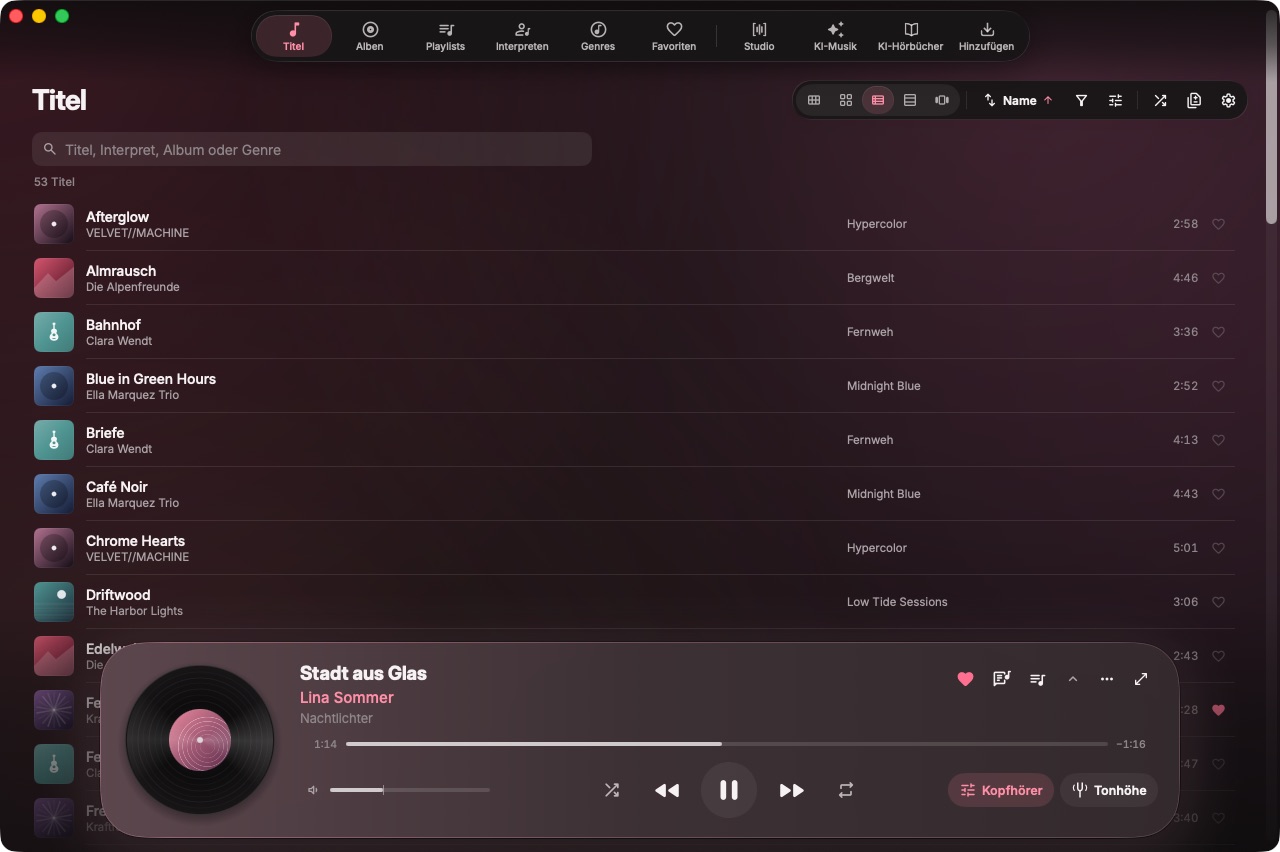 Titel
Alben
Playlists
Interpreten
Genres
Favoriten
Studio
KI-Musik
KI-Hörbücher
Hinzufügen
Titel
Name
Titel, Interpret, Album oder Genre
53 Titel
Afterglow
VELVET//MACHINE
Hypercolor
2:58
Almrausch
Die Alpenfreunde
Bergwelt
4:46
Bahnhof
Clara Wendt
Fernweh
3:36
Blue in Green Hours
Ella Marquez Trio
Midnight Blue
2:52
Briefe
Clara Wendt
Fernweh
4:13
Café Noir
Ella Marquez Trio
Midnight Blue
4:43
Chrome Hearts
VELVET//MACHINE
Hypercolor
5:01
Driftwood
The Harbor Lights
Low Tide Sessions
3:06
Die
2:43
:28
:47
3:40
Stadt aus Glas
Lina Sommer
Nachtlichter
1:14
−1:16
Kopfhörer
Tonhöhe